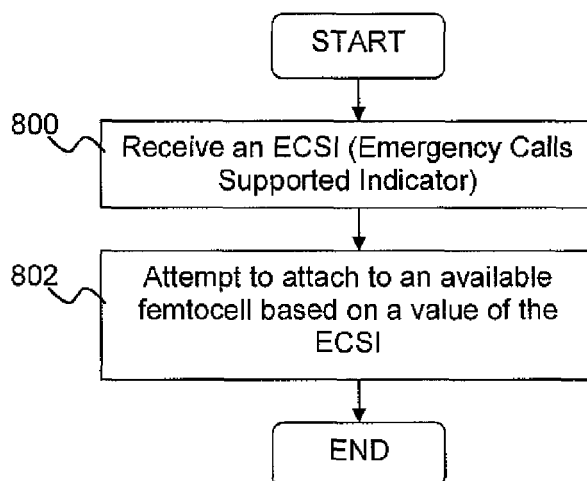 START
800
Receive an ECSI (Emergency Calls
Supported Indicator)
802
Attempt to attach to an available
femtocell based on a value of the
ECSI
END